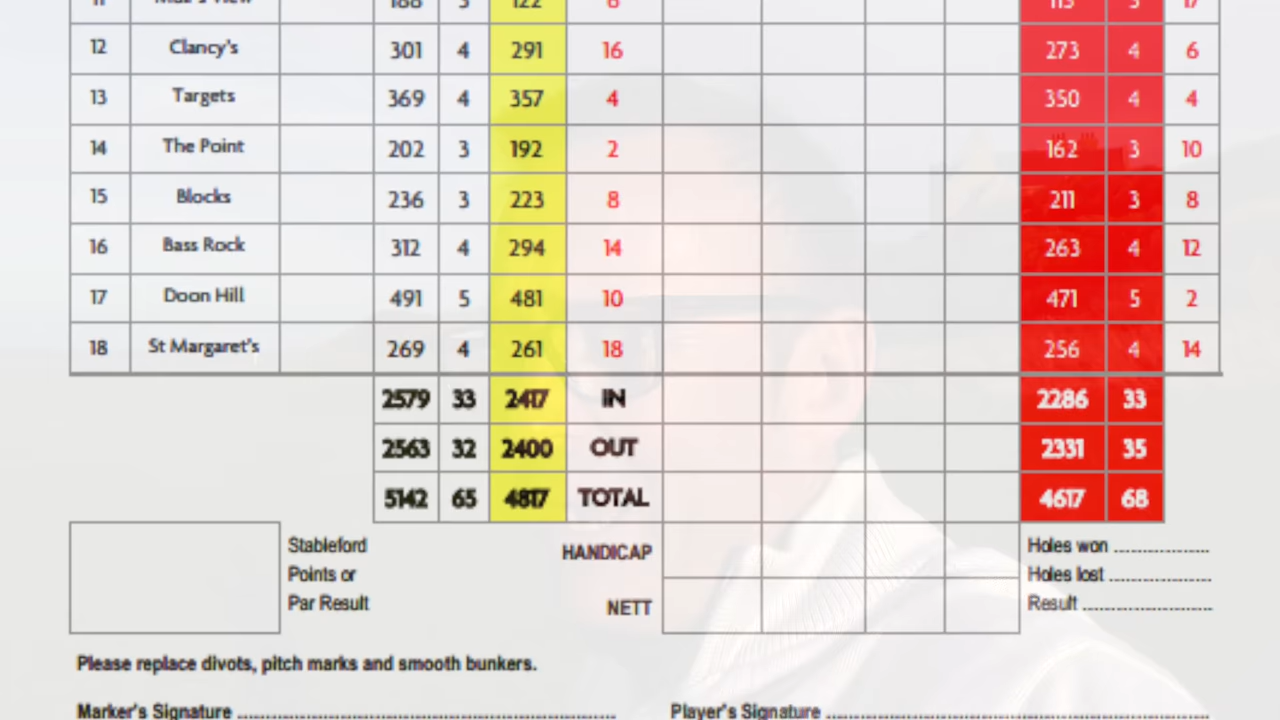 12 Clancy's 301 4 291 16 273 4 6
13 Targets 369 4 357 4 350 4 4
14 The Point 202 3 192 2 162 3 10
15 Blocks 236 3 223 8 211 3 8
16 Bass Rock 312 4 294 14 263 4 12
17 Doon Hill 491 5 481 10 471 5 2
18 St Margaret's 269 4 261 18 256 4 14
2579 33 2417 IN 2286 33
2563 32 2400 OUT 2331 35
5142 65 4817 TOTAL 4617 68
Stableford
Points or
Par Result
HANDICAP
NETT
Holes won ........................
Holes lost ..........................
Result .................................
Please replace divots, pitch marks and smooth bunkers.
Marker's Signature ............................................................ Player's Signature ............................................................